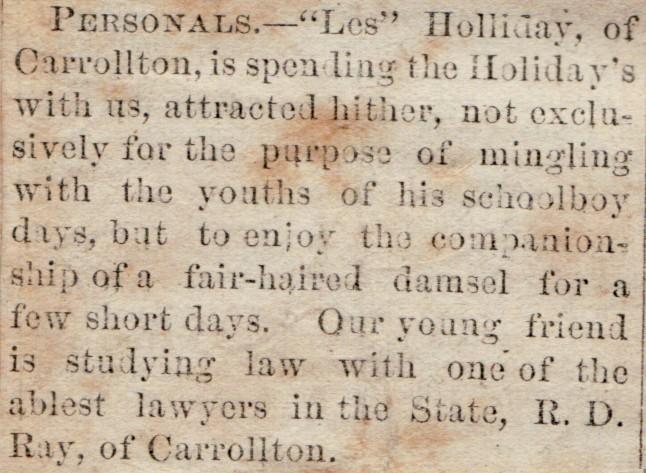 PERSONALS.—"Les" Holliday, of
Carrollton, is spending the Holiday's
with us, attracted hither, not exclu-
sively for the purpose of mingling
with the youths of his schoolboy
days, but to enjoy the companion-
ship of a fair-haired damsel for a
few short days. Our young friend
is studying law with one of the
ablest lawyers in the State, R. D.
Ray, of Carrollton.